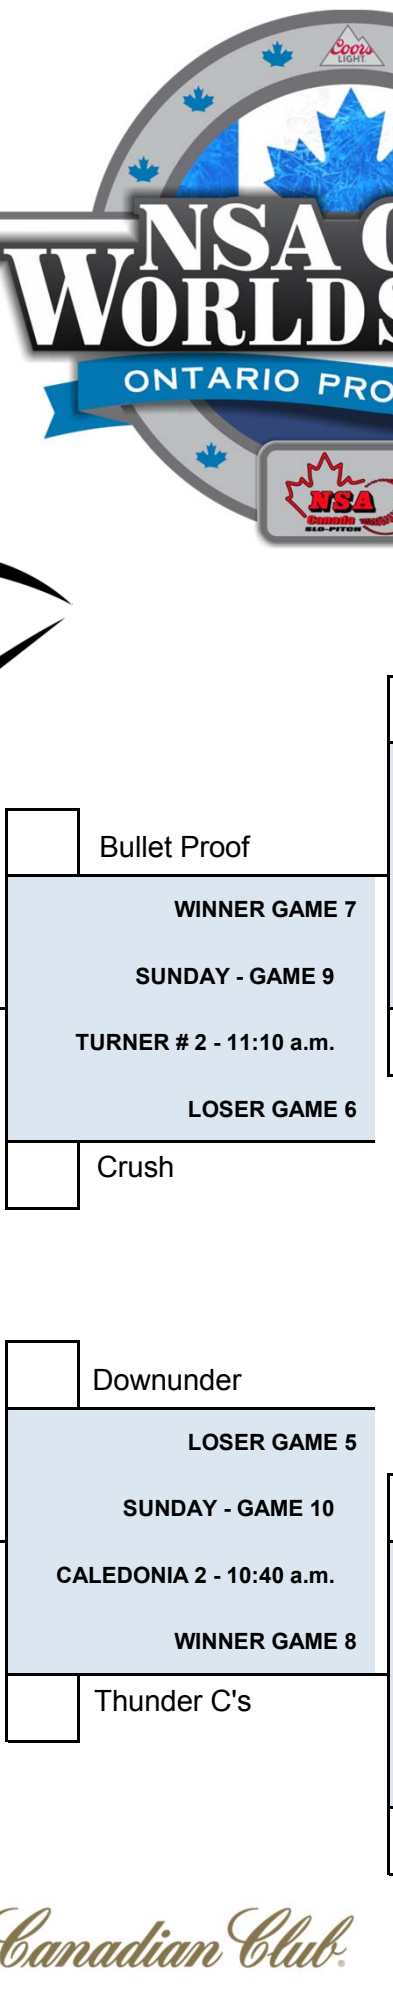 Coors
LIGHT
NSA
WORLDS
ONTARIO PRO
NSA
Canada
SLO-PITCH
Bullet Proof
WINNER GAME 7
SUNDAY - GAME 9
TURNER # 2 - 11:10 a.m.
LOSER GAME 6
Crush
Downunder
LOSER GAME 5
SUNDAY - GAME 10
CALEDONIA 2 - 10:40 a.m.
WINNER GAME 8
Thunder C's
Canadian Club